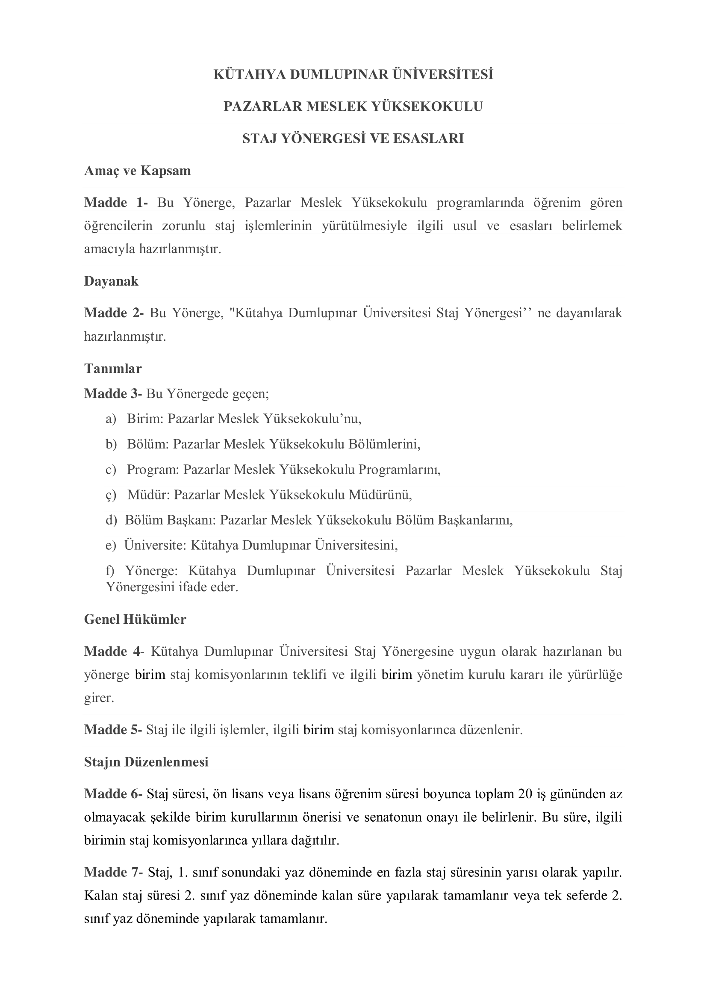 KÜTAHYA DUMLUPINAR ÜNİVERSİTESİ
PAZARLAR MESLEK YÜKSEKOKULU
STAJ YÖNERGESİ VE ESASLARI
Amaç ve Kapsam
Madde 1- Bu Yönerge, Pazarlar Meslek Yüksekokulu programlarında öğrenim gören
öğrencilerin zorunlu staj işlemlerinin yürütülmesiyle ilgili usul ve esasları belirlemek
amacıyla hazırlanmıştır.
Dayanak
Madde 2- Bu Yönerge, "Kütahya Dumlupınar Üniversitesi Staj Yönergesi’’ ne dayanılarak
hazırlanmıştır.
Tanımlar
Madde 3- Bu Yönergede geçen;
a) Birim: Pazarlar Meslek Yüksekokulu’nu,
b) Bölüm: Pazarlar Meslek Yüksekokulu Bölümlerini,
c) Program: Pazarlar Meslek Yüksekokulu Programlarını,
ç) Müdür: Pazarlar Meslek Yüksekokulu Müdürünü,
d) Bölüm Başkanı: Pazarlar Meslek Yüksekokulu Bölüm Başkanlarını,
e) Üniversite: Kütahya Dumlupınar Üniversitesini,
f) Yönerge: Kütahya Dumlupınar Üniversitesi Pazarlar Meslek Yüksekokulu Staj
Yönergesini ifade eder.
Genel Hükümler
Madde 4- Kütahya Dumlupınar Üniversitesi Staj Yönergesine uygun olarak hazırlanan bu
yönerge birim staj komisyonlarının teklifi ve ilgili birim yönetim kurulu kararı ile yürürlüğe
girer.
Madde 5- Staj ile ilgili işlemler, ilgili birim staj komisyonlarınca düzenlenir.
Stajın Düzenlenmesi
Madde 6- Staj süresi, ön lisans veya lisans öğrenim süresi boyunca toplam 20 iş gününden az
olmayacak şekilde birim kurullarının önerisi ve senatonun onayı ile belirlenir. Bu süre, ilgili
birimin staj komisyonlarınca yıllara dağıtılır.
Madde 7- Staj, 1. sınıf sonundaki yaz döneminde en fazla staj süresinin yarısı olarak yapılır.
Kalan staj süresi 2. sınıf yaz döneminde kalan süre yapılarak tamamlanır veya tek seferde 2.
sınıf yaz döneminde yapılarak tamamlanır.